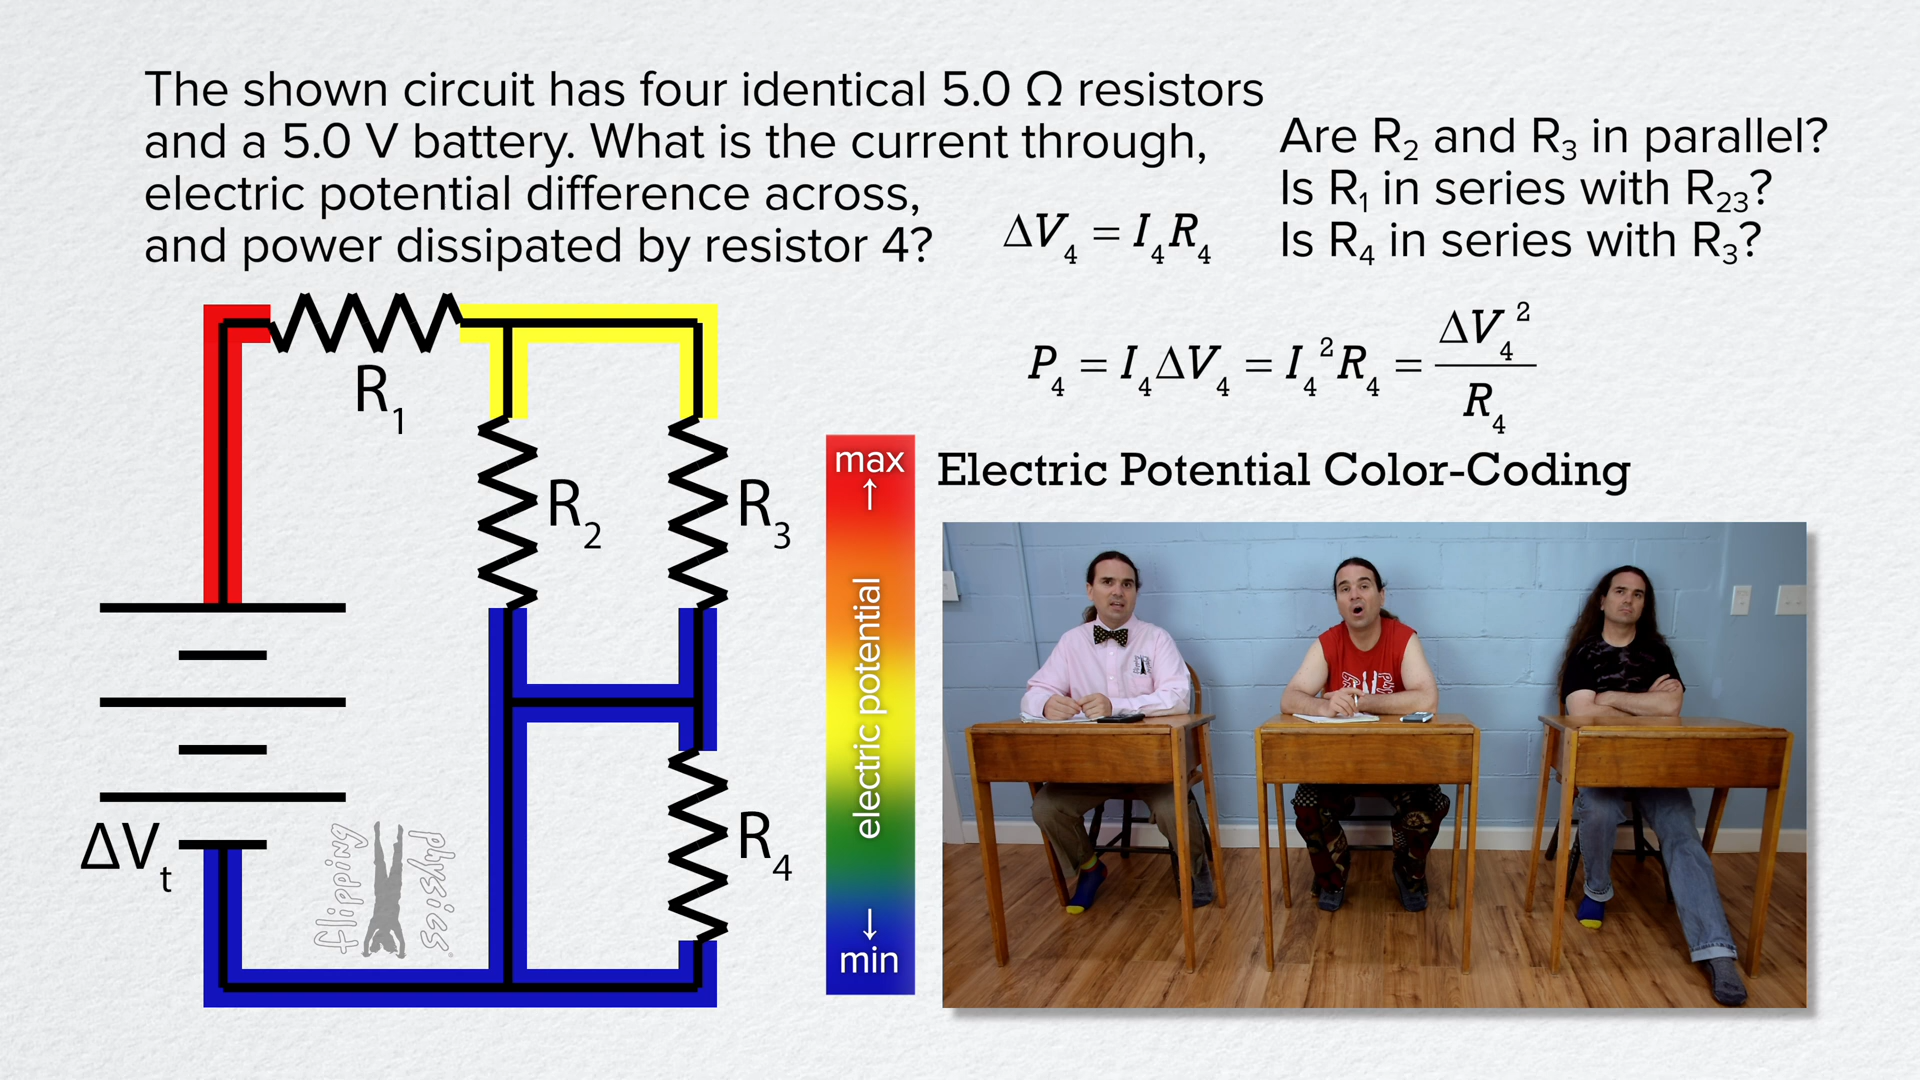 The shown circuit has four identical 5.0 Ω resistors
and a 5.0 V battery. What is the current through,
electric potential difference across,
and power dissipated by resistor 4?
ΔV₄ = I₄R₄
Are R₂ and R₃ in parallel?
Is R₁ in series with R₂₃?
Is R₄ in series with R₃?
P₄ = I₄ΔV₄ = I₄²R₄ = ΔV₄²/R₄
R₁
R₂
R₃
R₄
ΔVₜ
flipping
physics
max
↑
electric potential
↓
min
Electric Potential Color-Coding